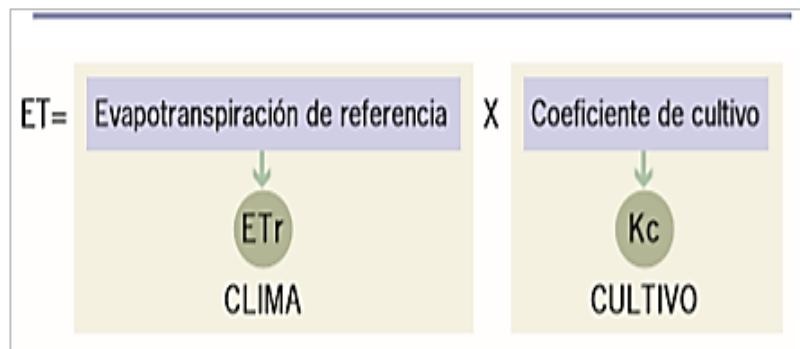 ET= Evapotranspiración de referencia X Coeficiente de cultivo
ETr Kc
CLIMA CULTIVO